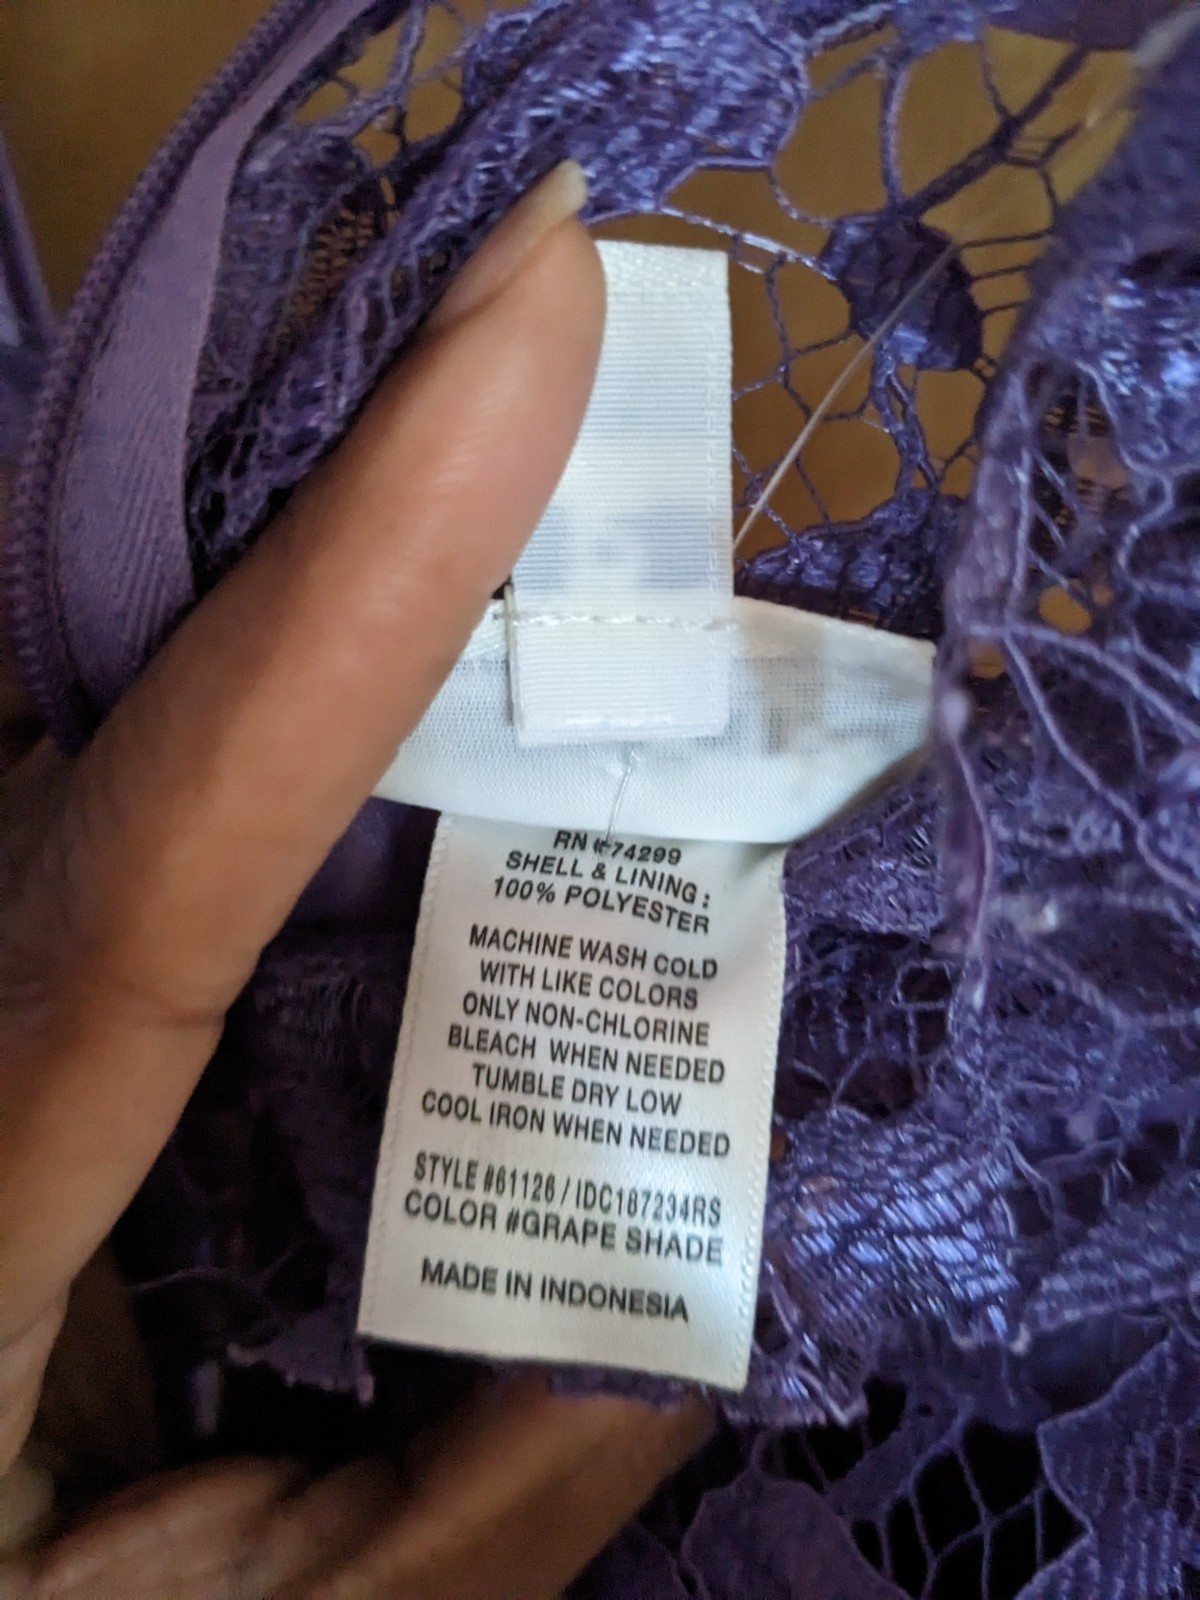 RN #74299
SHELL & LINING :
100% POLYESTER
MACHINE WASH COLD
WITH LIKE COLORS
ONLY NON-CHLORINE
BLEACH WHEN NEEDED
TUMBLE DRY LOW
COOL IRON WHEN NEEDED
STYLE #61126 / IDC187234RS
COLOR #GRAPE SHADE
MADE IN INDONESIA